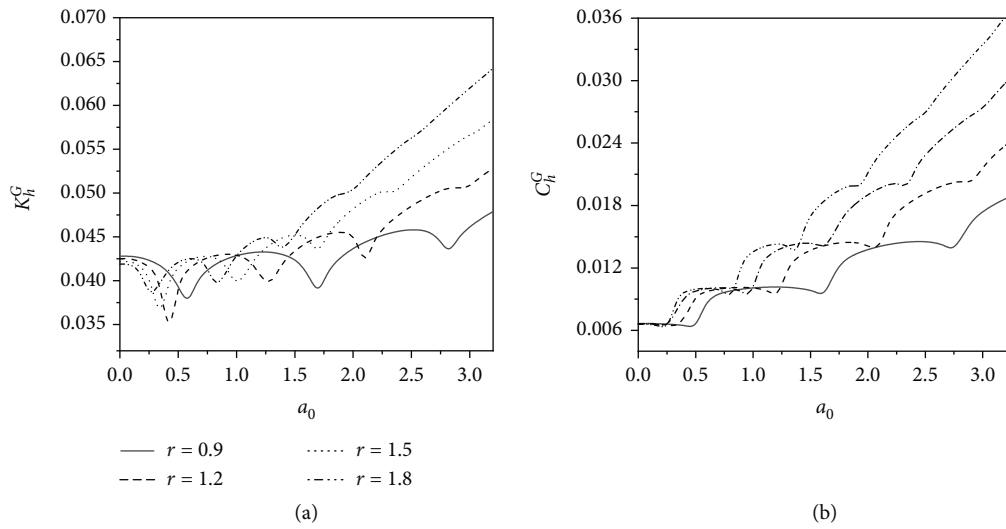 0.070
0.065
0.060
0.055
0.050
0.045
0.040
0.035
K_h^G
0.0 0.5 1.0 1.5 2.0 2.5 3.0
a_0
r = 0.9
r = 1.2
r = 1.5
r = 1.8
(a)
0.036
0.030
0.024
0.018
0.012
0.006
C_h^G
0.0 0.5 1.0 1.5 2.0 2.5 3.0
a_0
(b)